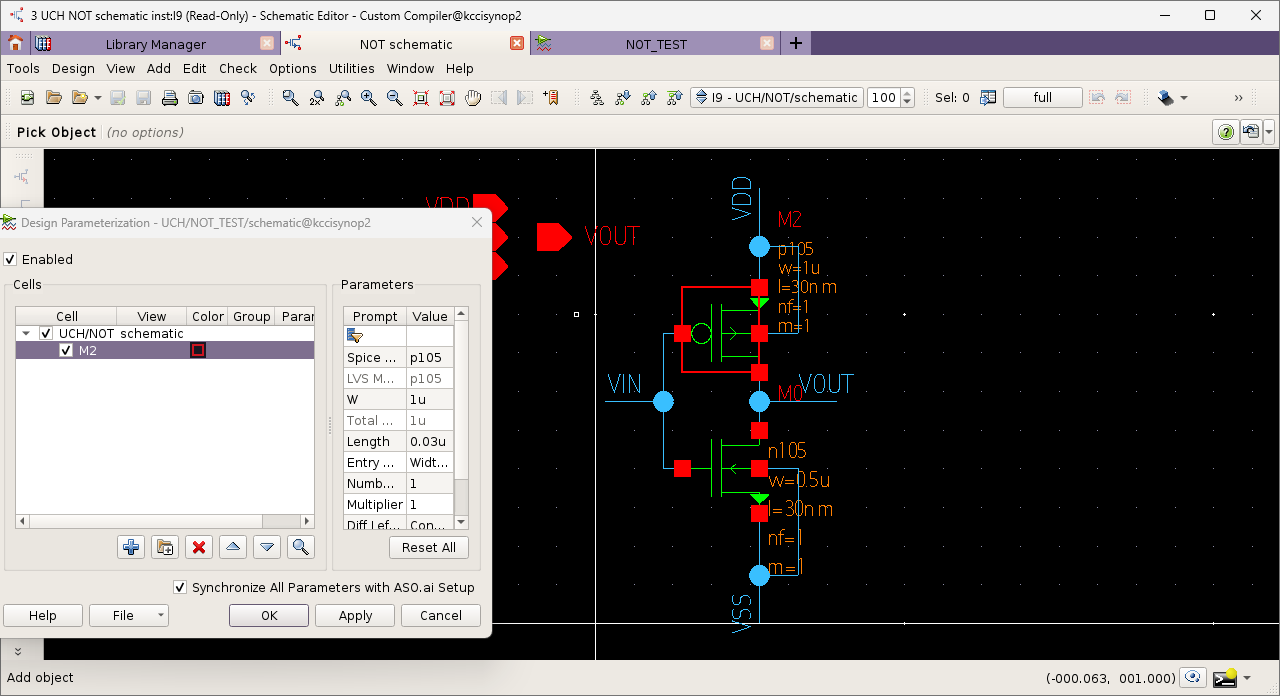 3 UCH NOT schematic inst:I9 (Read-Only) - Schematic Editor - Custom Compiler@kccisynop2
Library Manager
NOT schematic
NOT_TEST
Tools Design View Add Edit Check Options Utilities Window Help
I9 - UCH/NOT/schematic
100
Sel: 0
full
Pick Object (no options)
VDD
VOUT
VDD
M2
p105
w=1u
l=30n m
nf=1
m=1
VIN
M0
VOUT
n105
w=0.5u
l=30n m
nf=1
m=1
VSS
Design Parameterization - UCH/NOT_TEST/schematic@kccisynop2
Enabled
Cells
Cell View Color Group Parar
UCH/NOT schematic
M2
Parameters
Prompt Value
Spice ... p105
LVS M... p105
W 1u
Total ... 1u
Length 0.03u
Entry ... Widt...
Numb... 1
Multiplier 1
Diff Lef... Con...
Reset All
Synchronize All Parameters with ASO.ai Setup
Help File OK Apply Cancel
Add object
(-000.063, 001.000)